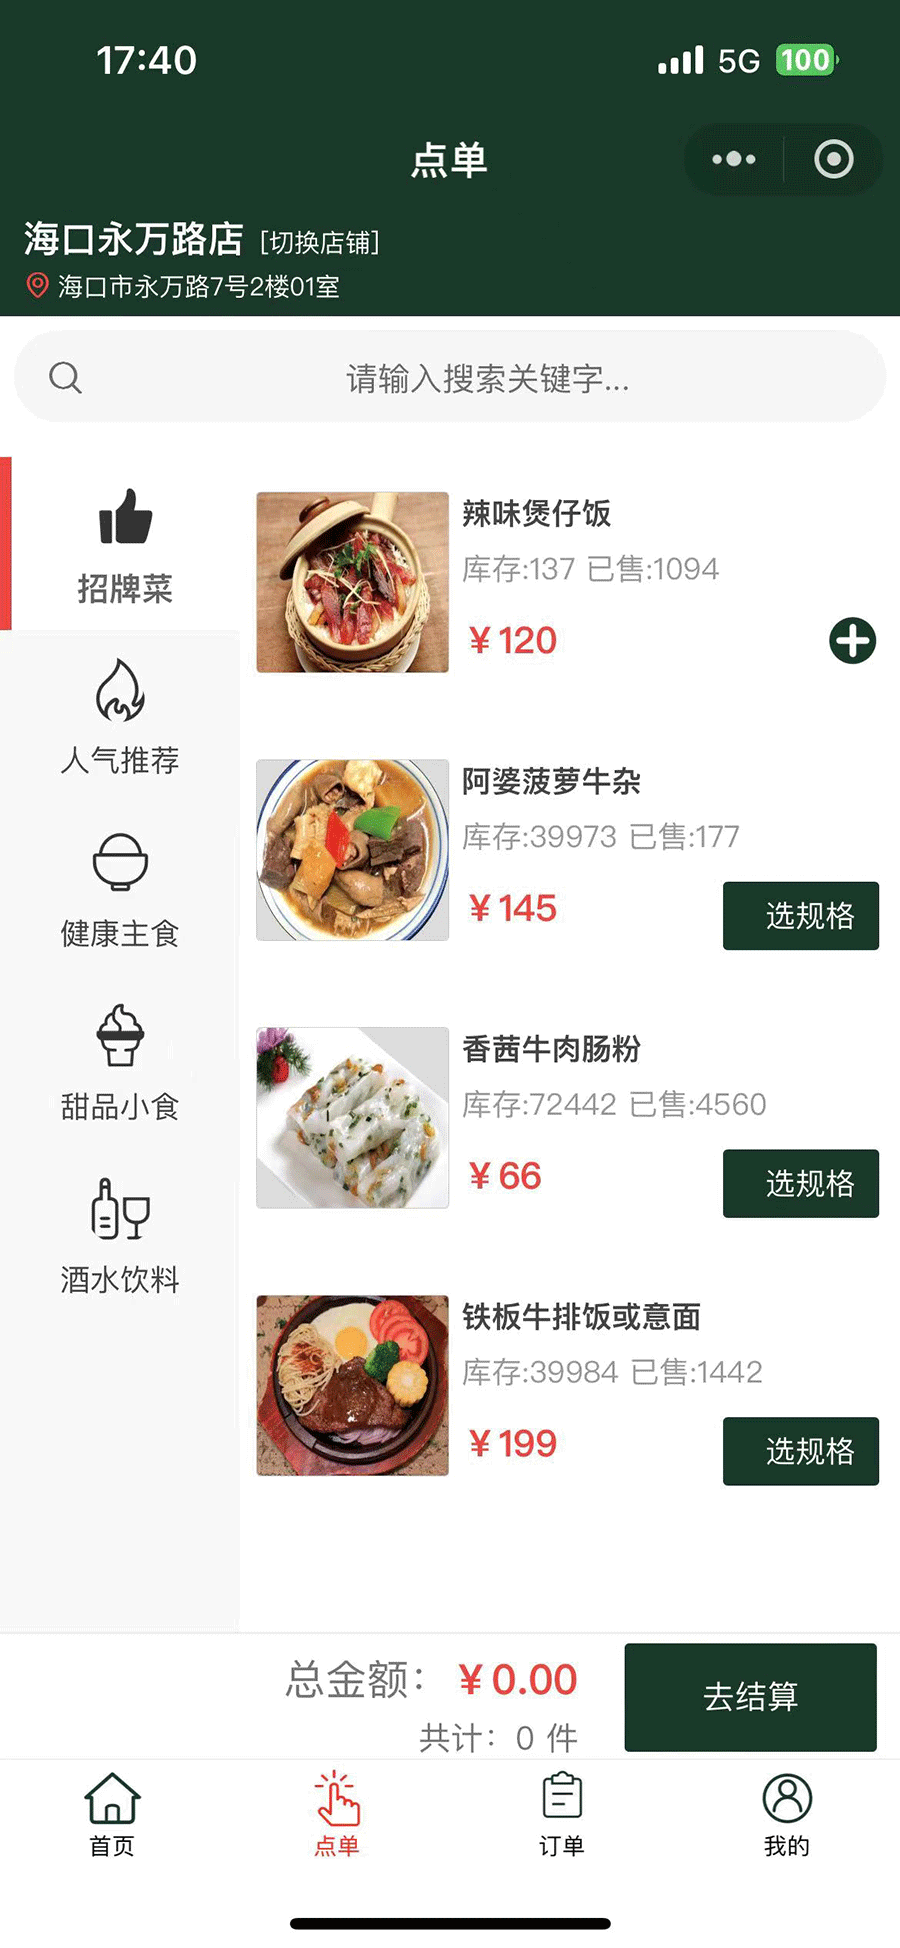 17:40
5G 100
点单
海口永万路店 [切换店铺]
海口市永万路7号2楼01室
请输入搜索关键字...
招牌菜
人气推荐
健康主食
甜品小食
酒水饮料
辣味煲仔饭
库存:137 已售:1094
¥120
阿婆菠萝牛杂
库存:39973 已售:177
¥145
选规格
香茜牛肉肠粉
库存:72442 已售:4560
¥66
选规格
铁板牛排饭或意面
库存:39984 已售:1442
¥199
选规格
总金额： ¥0.00
共计：0 件
去结算
首页
点单
订单
我的